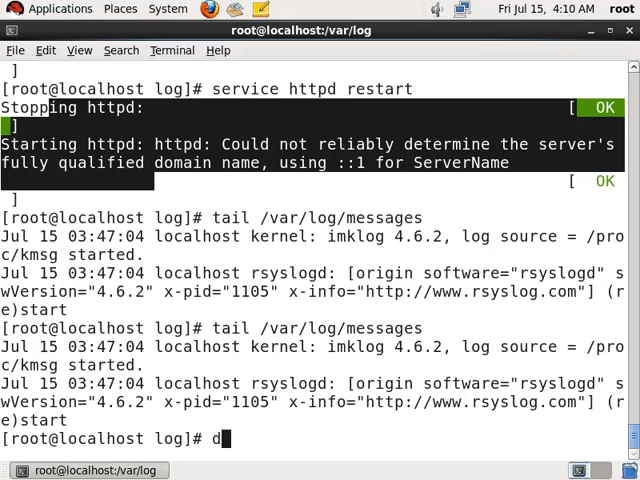 Applications Places System Fri Jul 15, 4:10 AM root
root@localhost:/var/log
File Edit View Search Terminal Help
]
[root@localhost log]# service httpd restart
Stopping httpd: [ OK
]
Starting httpd: httpd: Could not reliably determine the server's
fully qualified domain name, using ::1 for ServerName
[ OK
]
[root@localhost log]# tail /var/log/messages
Jul 15 03:47:04 localhost kernel: imklog 4.6.2, log source = /pro
c/kmsg started.
Jul 15 03:47:04 localhost rsyslogd: [origin software="rsyslogd" s
wVersion="4.6.2" x-pid="1105" x-info="http://www.rsyslog.com"] (r
e)start
[root@localhost log]# tail /var/log/messages
Jul 15 03:47:04 localhost kernel: imklog 4.6.2, log source = /pro
c/kmsg started.
Jul 15 03:47:04 localhost rsyslogd: [origin software="rsyslogd" s
wVersion="4.6.2" x-pid="1105" x-info="http://www.rsyslog.com"] (r
e)start
[root@localhost log]# d
root@localhost:/var/log